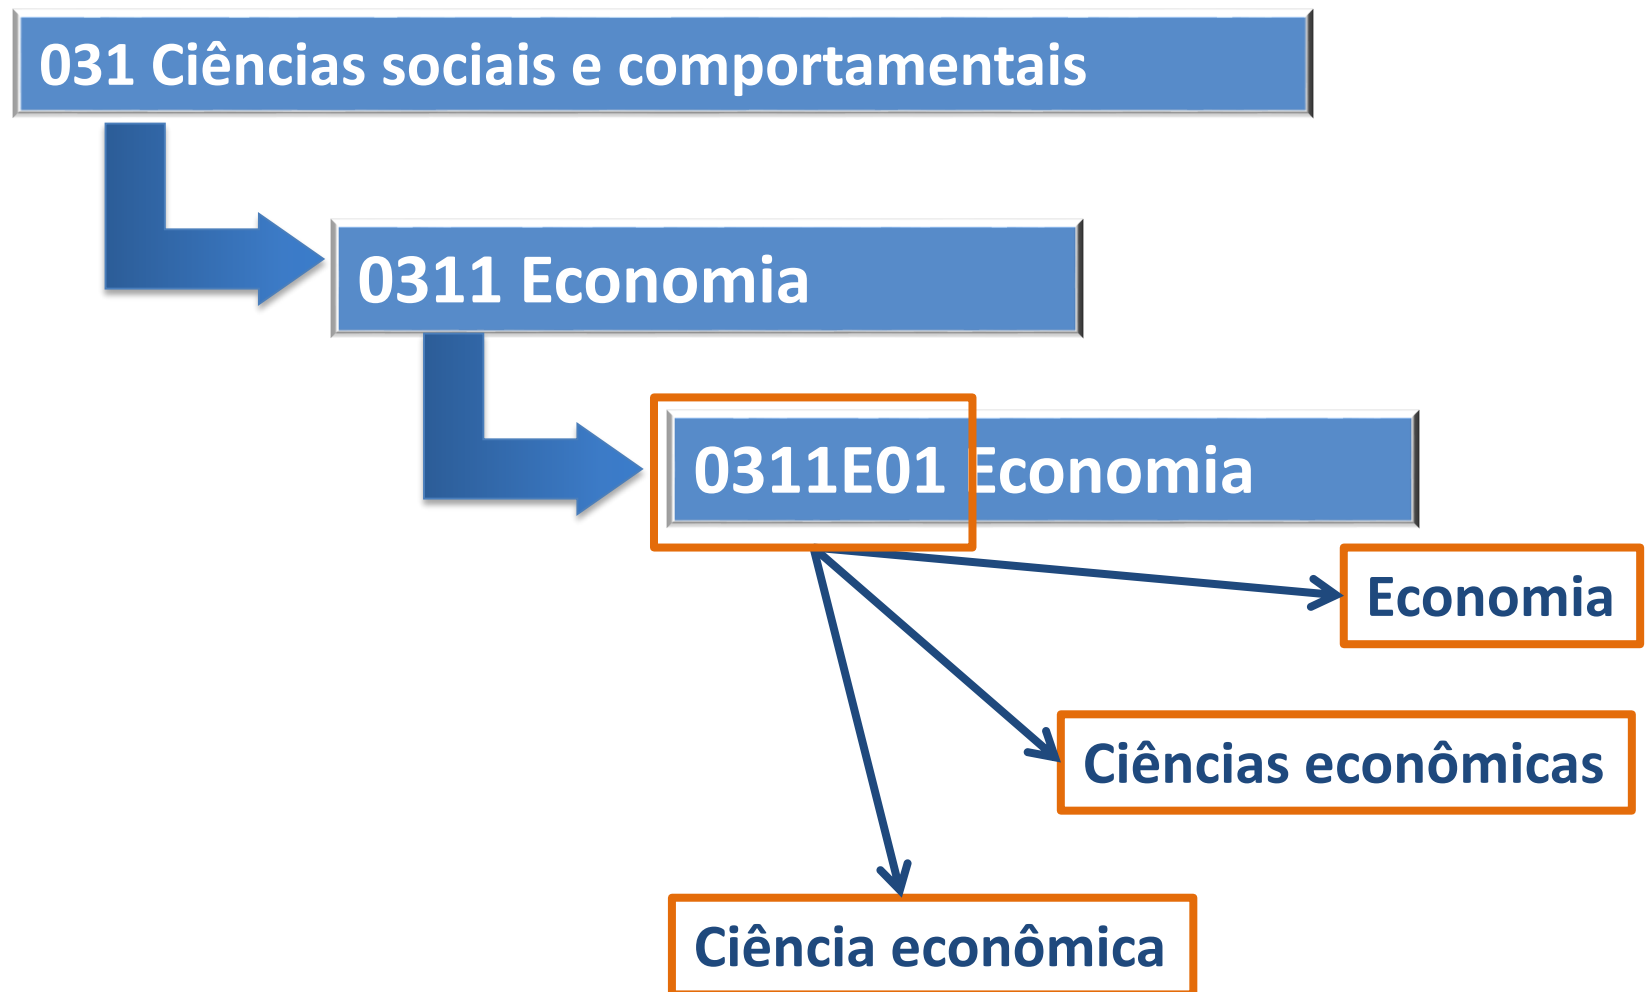 031 Ciências sociais e comportamentais
0311 Economia
0311E01 Economia
Economia
Ciências econômicas
Ciência econômica